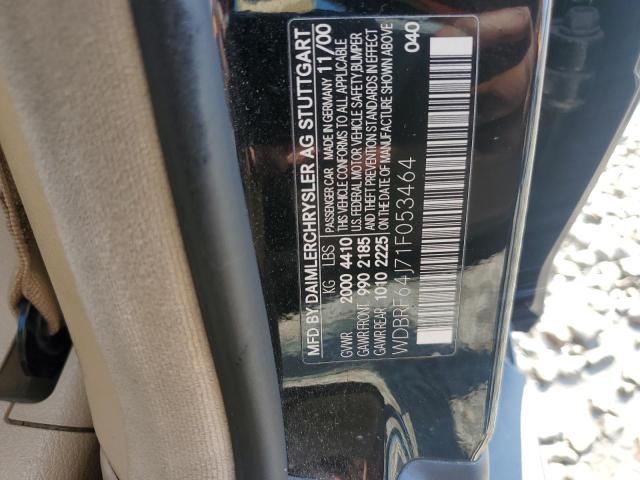 MFD BY DAIMLERCHRYSLER AG STUTTGART
PASSENGER CAR MADE IN GERMANY 11/00
KG LBS THIS VEHICLE CONFORMS TO ALL APPLICABLE
GVWR 2000 4410 U.S. FEDERAL MOTOR VEHICLE SAFETY, BUMPER
GAWR FRONT 990 2185 AND THEFT PREVENTION STANDARDS IN EFFECT
GAWR REAR 1010 2225 ON THE DATE OF MANUFACTURE SHOWN ABOVE
040
WDBRF64J71F053464